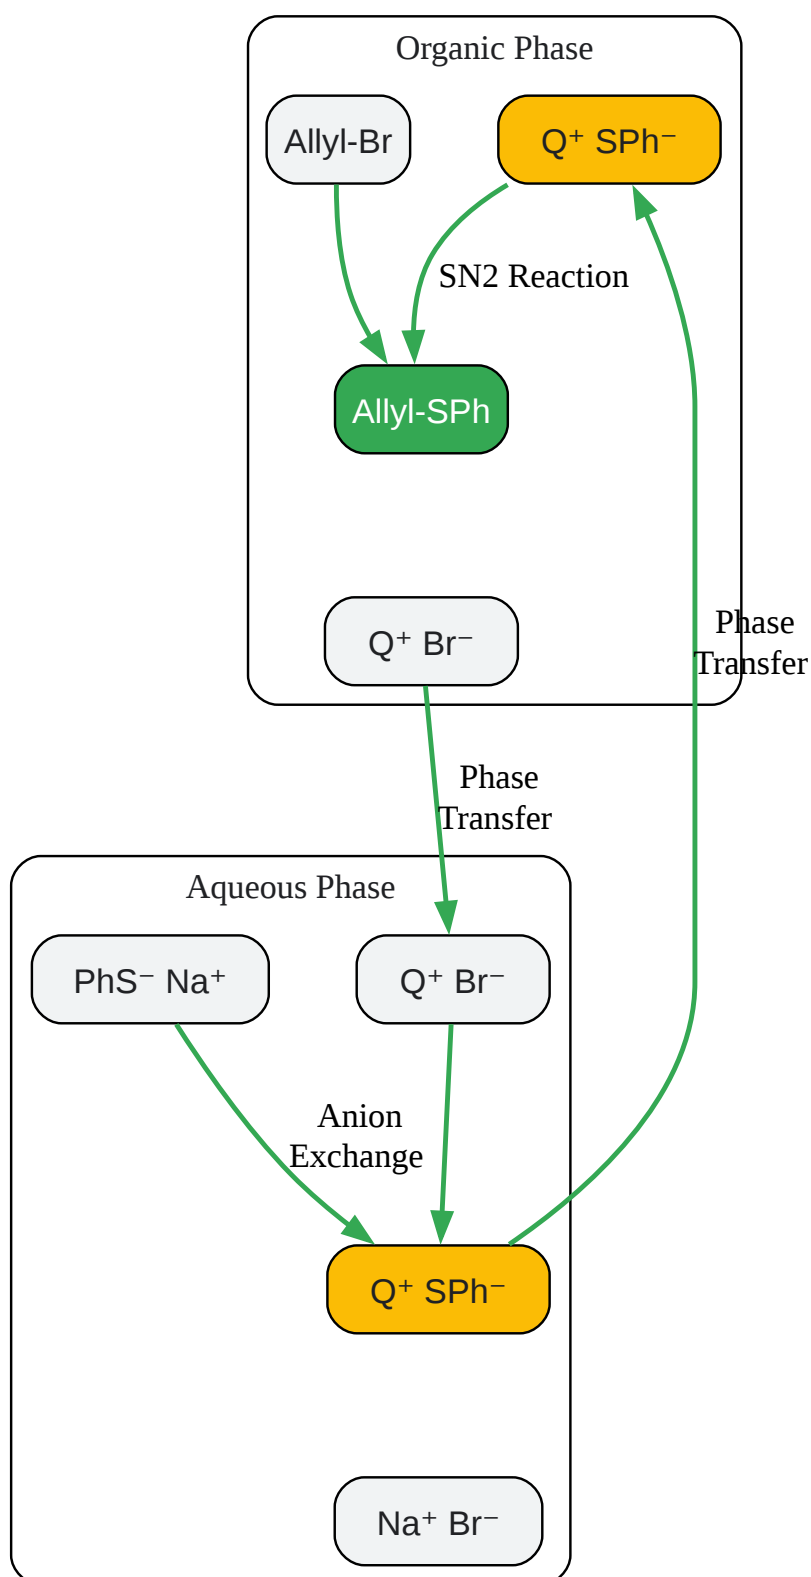 Organic Phase
Allyl-Br
Q⁺ SPh⁻
SN2 Reaction
Allyl-SPh
Q⁺ Br⁻
Phase
Transfer
Phase
Transfer
Aqueous Phase
PhS⁻ Na⁺
Q⁺ Br⁻
Anion
Exchange
Q⁺ SPh⁻
Na⁺ Br⁻